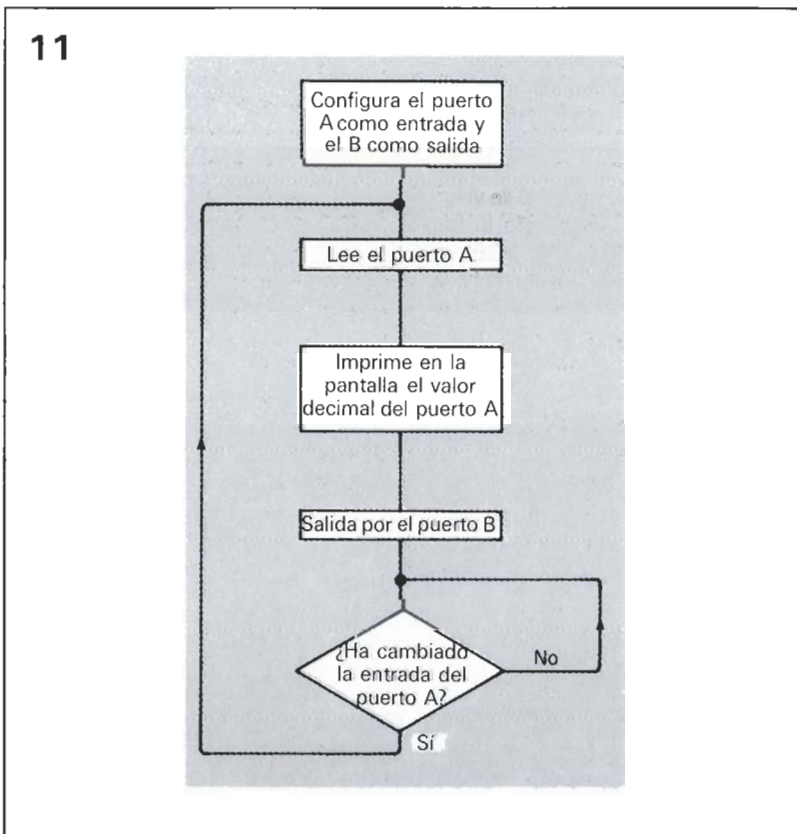 11
Configura el puerto
A como entrada y
el B como salida
Lee el puerto A
Imprime en la
pantalla el valor
decimal del puerto A
Salida por el puerto B
¿Ha cambiado
la entrada del
puerto A?
No
Sí